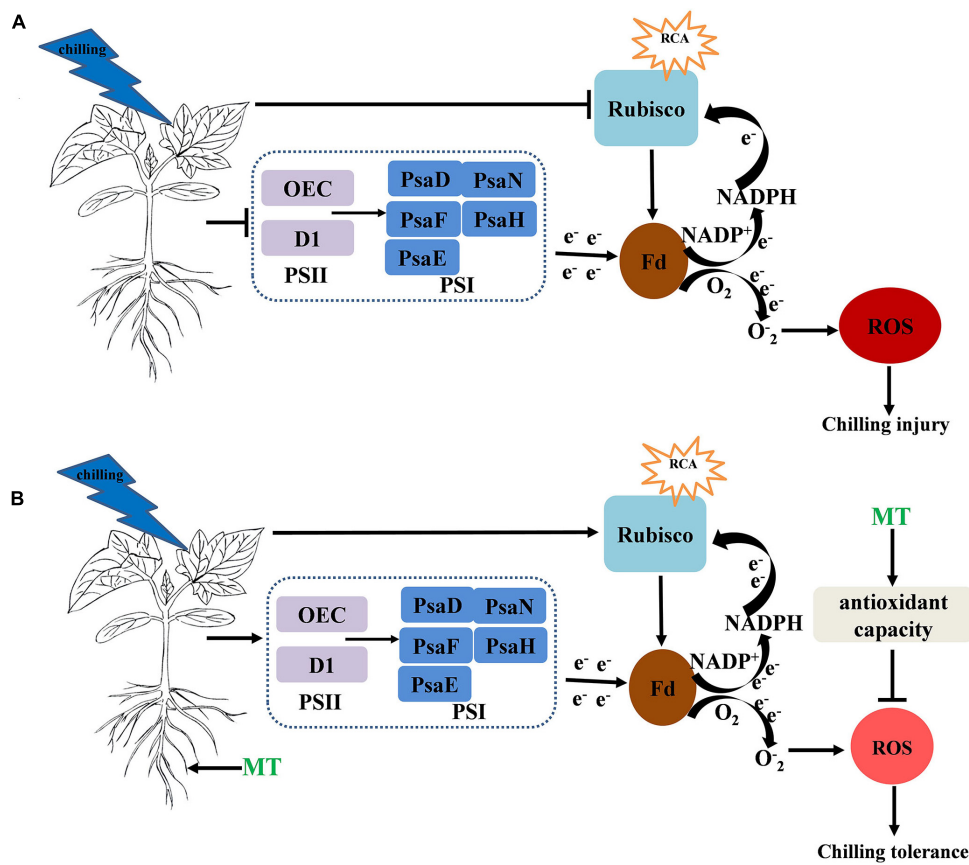 A
chilling
RCA
Rubisco
OEC
D1
PSII
PsaD
PsaN
PsaF
PsaH
PsaE
PSI
e⁻ e⁻
e⁻ e⁻
Fd
NADP⁺
e⁻
NADPH
e⁻
O₂
e⁻
e⁻
e⁻
O⁻₂
ROS
Chilling injury
B
chilling
RCA
Rubisco
OEC
D1
PSII
PsaD
PsaN
PsaF
PsaH
PsaE
PSI
e⁻ e⁻
e⁻ e⁻
Fd
NADP⁺
e⁻
e⁻
NADPH
e⁻
e⁻
O₂
e⁻
e⁻
O⁻₂
MT
MT
antioxidant
capacity
ROS
Chilling tolerance